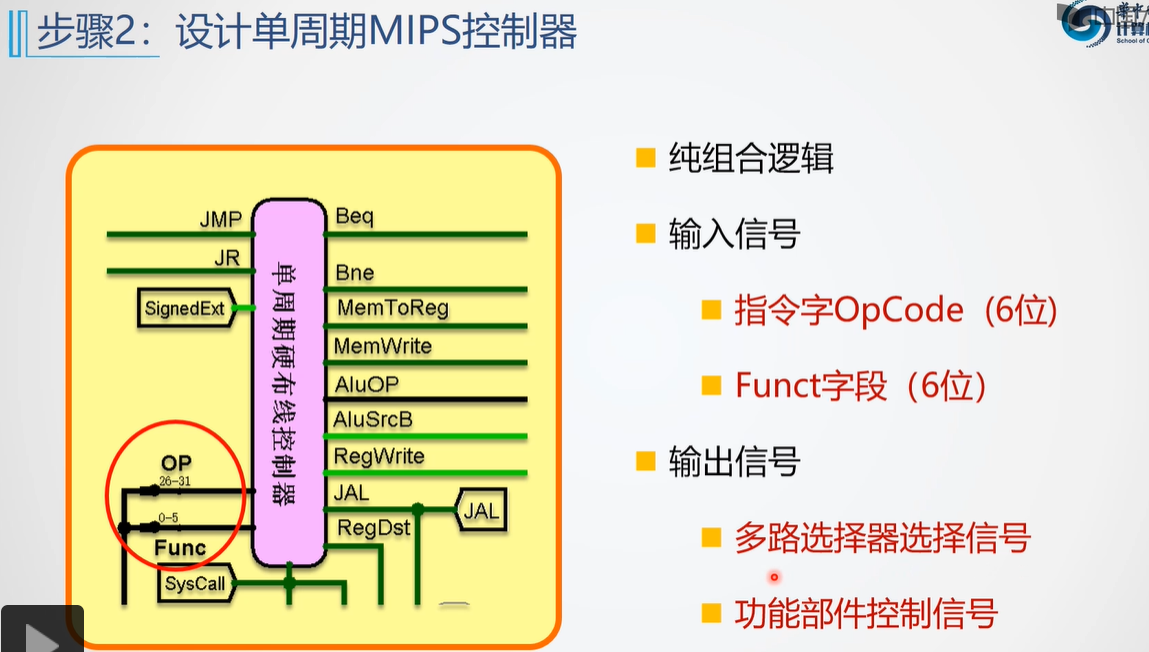 步骤2：设计单周期MIPS控制器
School of
JMP
JR
SignedExt
OP
26-31
0-5
Func
SysCall
单周期硬布线控制器
Beq
Bne
MemToReg
MemWrite
AluOP
AluSrcB
RegWrite
JAL
JAL
RegDst
纯组合逻辑
输入信号
指令字OpCode（6位)
Funct字段（6位）
输出信号
多路选择器选择信号
功能部件控制信号